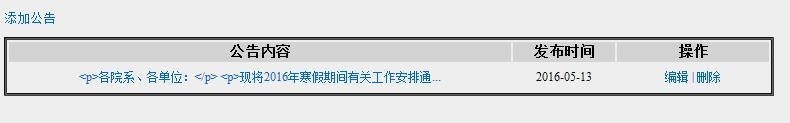 添加公告
公告内容 发布时间 操作
<p>各院系、各单位：</p> <p>现将2016年寒假期间有关工作安排通... 2016-05-13 编辑 | 删除